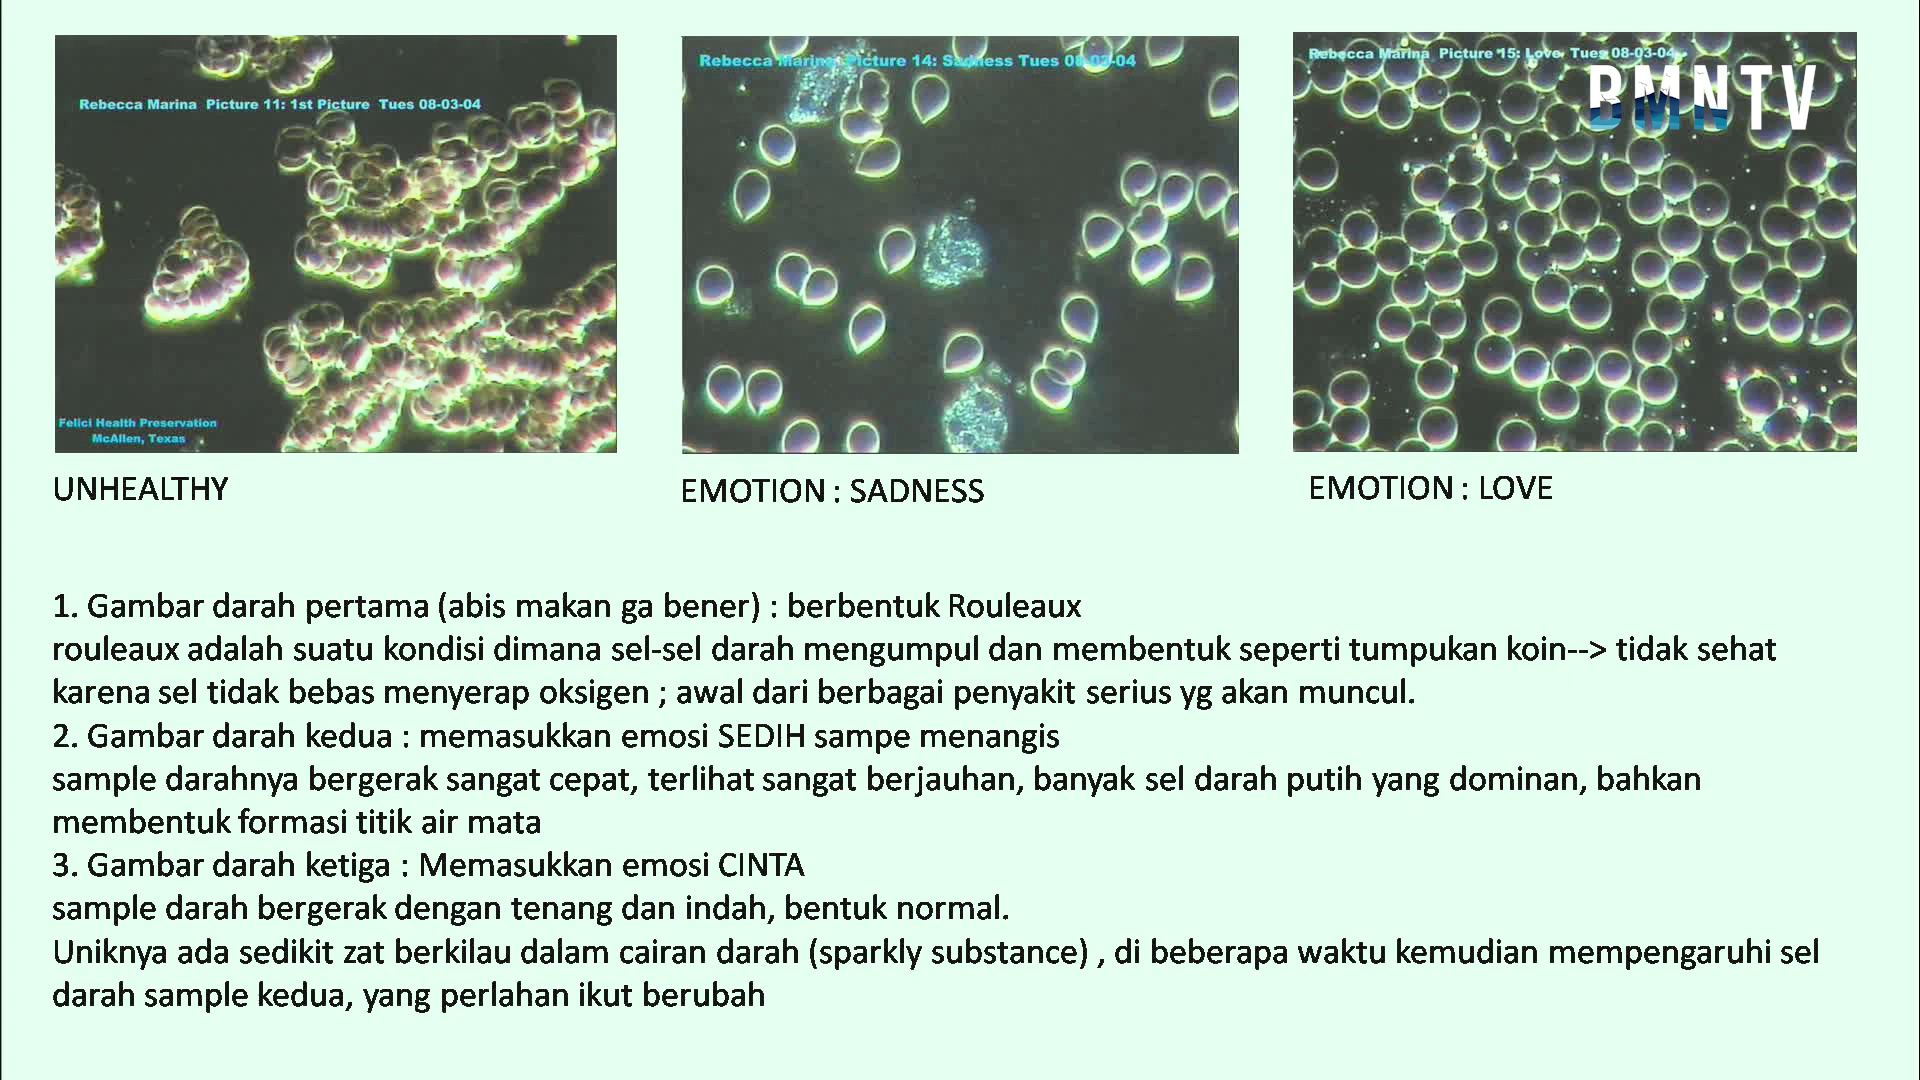 Rebecca Marina Picture 11: 1st Picture Tues 08-03-04
Felici Health Preservation
McAllen, Texas
Rebecca Marina Picture 14: Sadness Tues 08-03-04
Rebecca Marina Picture 15: Love Tues 08-03-04
BMNTV
UNHEALTHY
EMOTION : SADNESS
EMOTION : LOVE
1. Gambar darah pertama (abis makan ga bener) : berbentuk Rouleaux
rouleaux adalah suatu kondisi dimana sel-sel darah mengumpul dan membentuk seperti tumpukan koin--> tidak sehat
karena sel tidak bebas menyerap oksigen ; awal dari berbagai penyakit serius yg akan muncul.
2. Gambar darah kedua : memasukkan emosi SEDIH sampe menangis
sample darahnya bergerak sangat cepat, terlihat sangat berjauhan, banyak sel darah putih yang dominan, bahkan
membentuk formasi titik air mata
3. Gambar darah ketiga : Memasukkan emosi CINTA
sample darah bergerak dengan tenang dan indah, bentuk normal.
Uniknya ada sedikit zat berkilau dalam cairan darah (sparkly substance) , di beberapa waktu kemudian mempengaruhi sel
darah sample kedua, yang perlahan ikut berubah